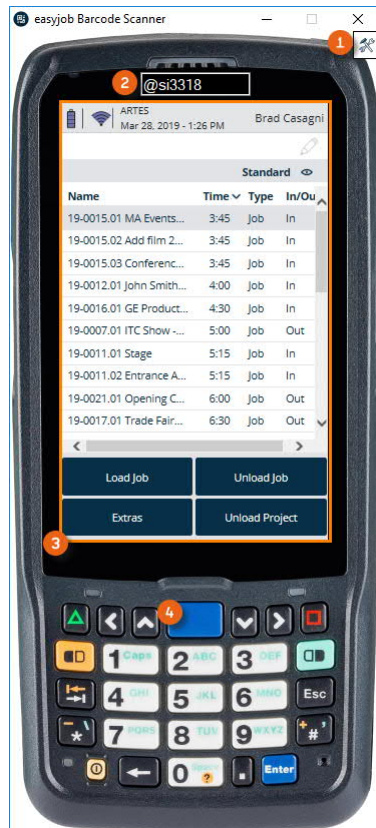 easyjob Barcode Scanner
1
2 @si3318
ARTES
Mar 28, 2019 - 1:26 PM Brad Casagni
Standard
Name Time Type In/Ou
19-0015.01 MA Events... 3:45 Job In
19-0015.02 Add film 2... 3:45 Job In
19-0015.03 Conferenc... 3:45 Job In
19-0012.01 John Smith... 4:00 Job In
19-0016.01 GE Product... 4:30 Job In
19-0007.01 ITC Show -... 5:00 Job Out
19-0011.01 Stage 5:15 Job In
19-0011.02 Entrance A... 5:15 Job In
19-0021.01 Opening C... 6:00 Job Out
19-0017.01 Trade Fair... 6:30 Job Out
Load Job Unload Job
Extras Unload Project
3
4
1 Caps 2 ABC 3 DEF
4 GHI 5 JKL 6 MNO Esc
- * ` 7 PQRS 8 TUV 9 WXYZ + # '
0 Space ? . Enter